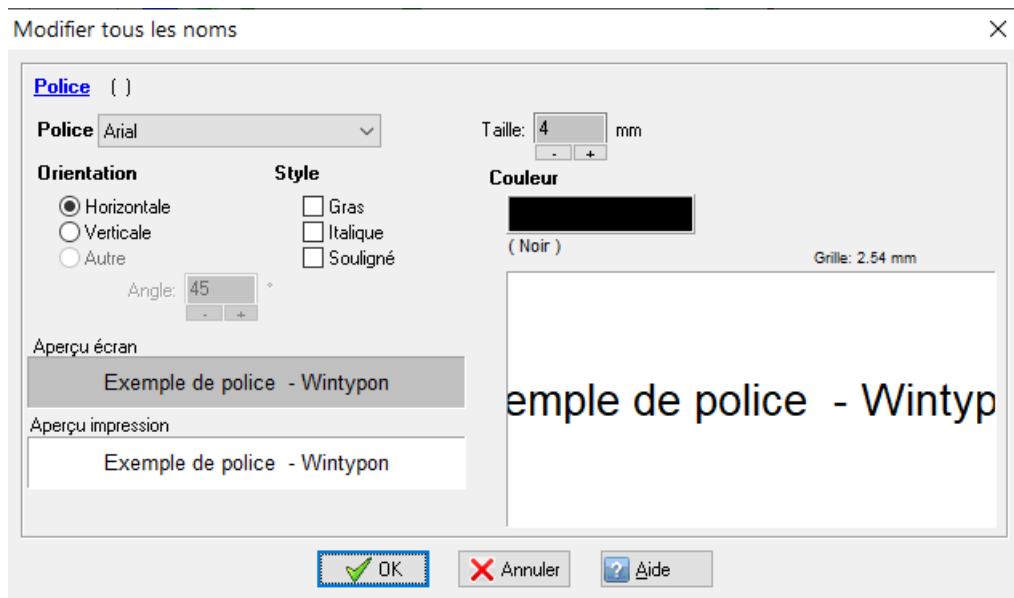 Modifier tous les noms
Police ( )
Police Arial
Taille: 4 mm
- +
Orientation
Style
Couleur
Horizontale
Gras
Verticale
Italique
( Noir )
Autre
Souligné
Grille: 2.54 mm
Angle: 45 °
- +
Aperçu écran
Exemple de police - Wintypon
emple de police - Wintyp
Aperçu impression
Exemple de police - Wintypon
OK
Annuler
Aide